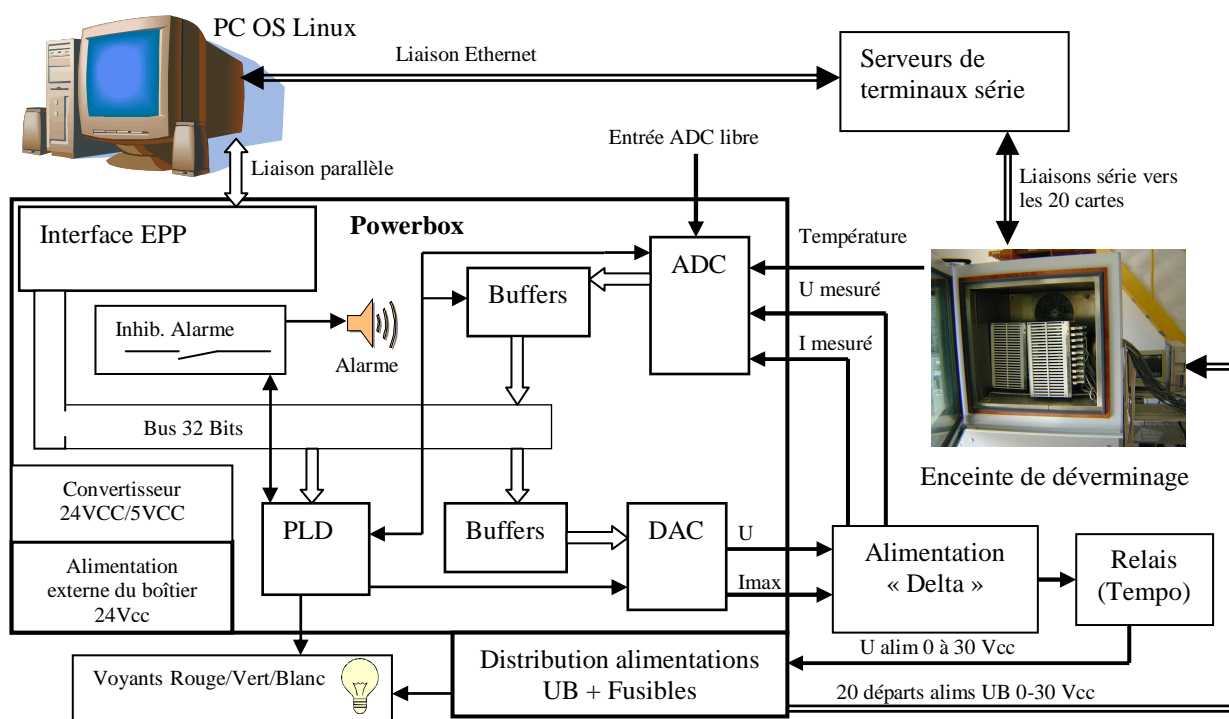 PC OS Linux
Liaison Ethernet
Serveurs de
terminaux série
Entrée ADC libre
Liaison parallèle
Liaisons série vers
les 20 cartes
Interface EPP
Powerbox
ADC
Température
Buffers
U mesuré
Inhib. Alarme
Alarme
I mesuré
Bus 32 Bits
Enceinte de déverminage
Convertisseur
24VCC/5VCC
PLD
Buffers
DAC
U
Imax
Alimentation
« Delta »
Relais
(Tempo)
Alimentation
externe du boîtier
24Vcc
U alim 0 à 30 Vcc
Distribution alimentations
UB + Fusibles
Voyants Rouge/Vert/Blanc
20 départs alims UB 0-30 Vcc